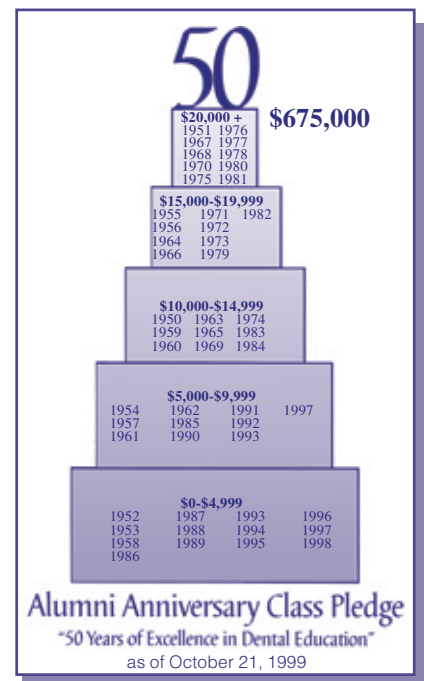 50
$675,000
$20,000 +
1951 1976
1967 1977
1968 1978
1970 1980
1975 1981
$15,000-$19,999
1955 1971 1982
1956 1972
1964 1973
1966 1979
$10,000-$14,999
1950 1963 1974
1959 1965 1983
1960 1969 1984
$5,000-$9,999
1954 1962 1991 1997
1957 1985 1992
1961 1990 1993
$0-$4,999
1952 1987 1993 1996
1953 1988 1994 1997
1958 1989 1995 1998
1986
Alumni Anniversary Class Pledge
"50 Years of Excellence in Dental Education"
as of October 21, 1999